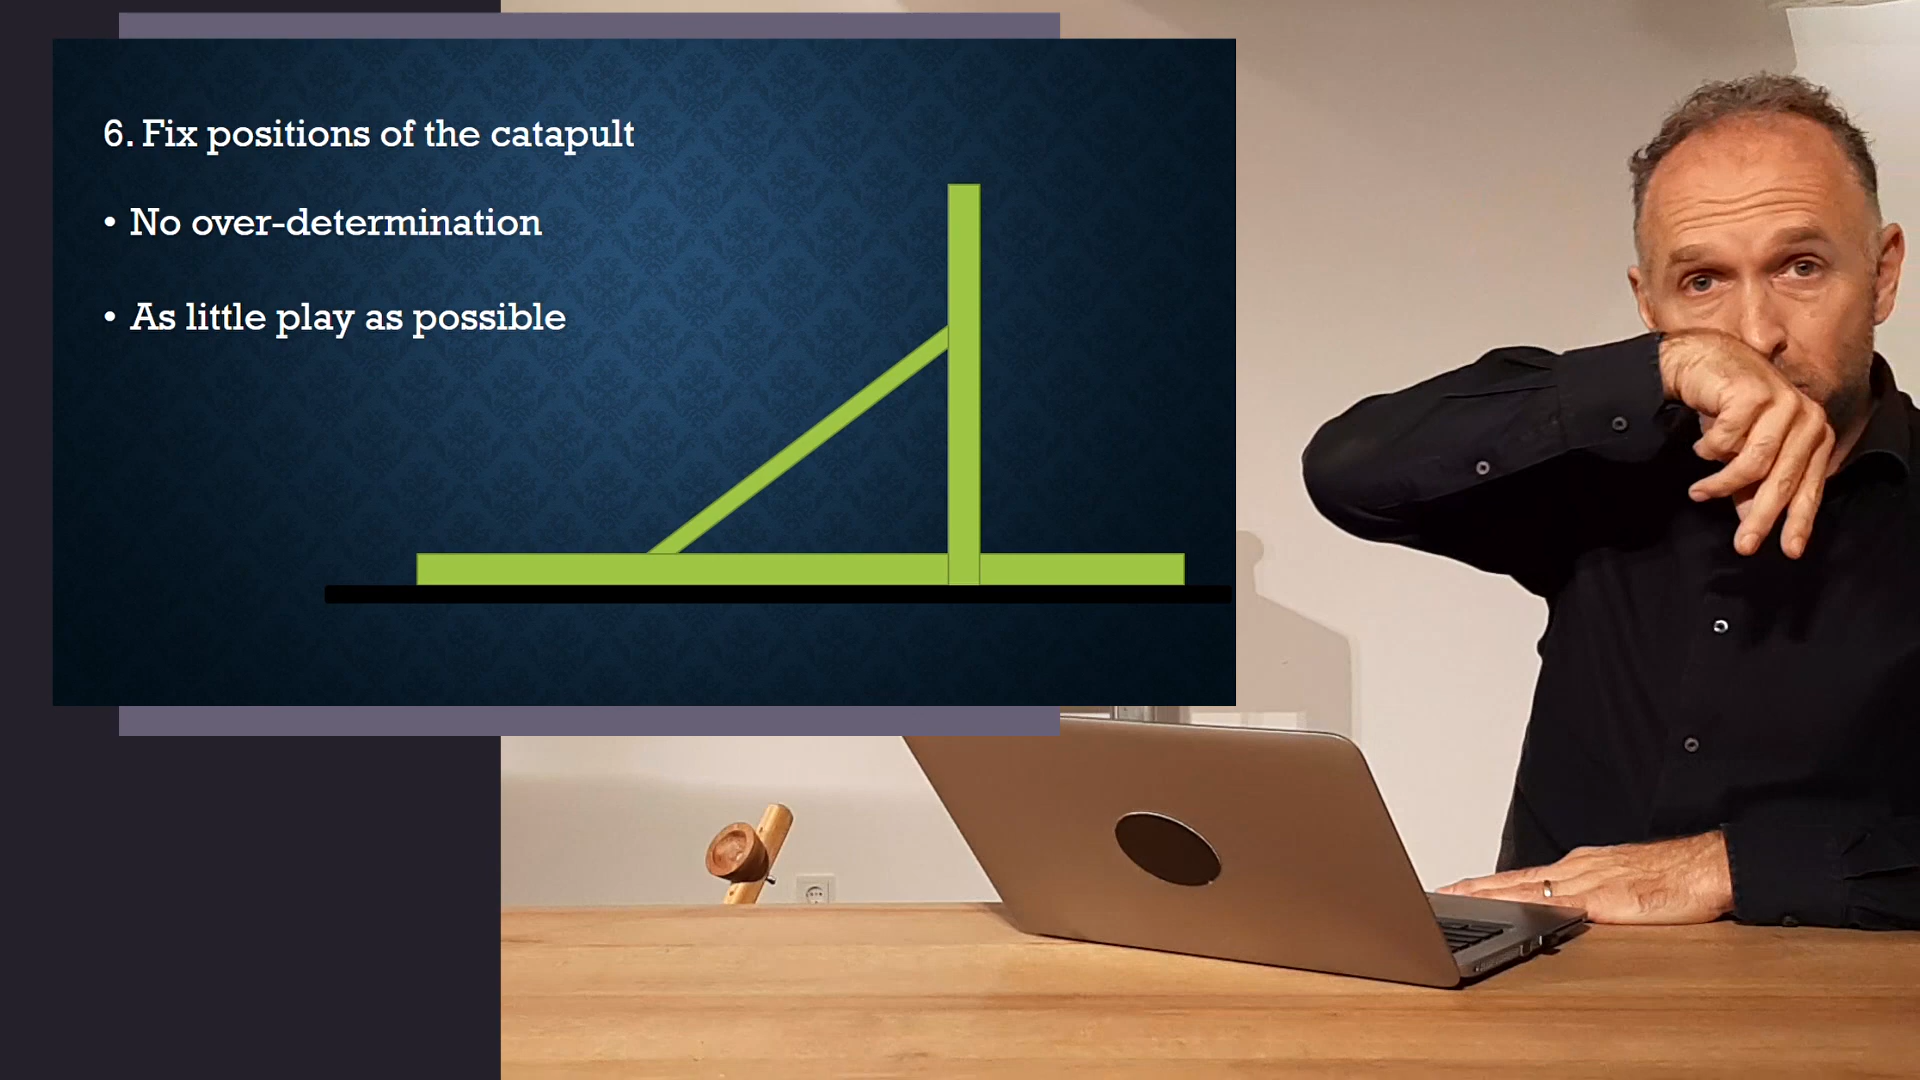 6. Fix positions of the catapult
• No over-determination
• As little play as possible